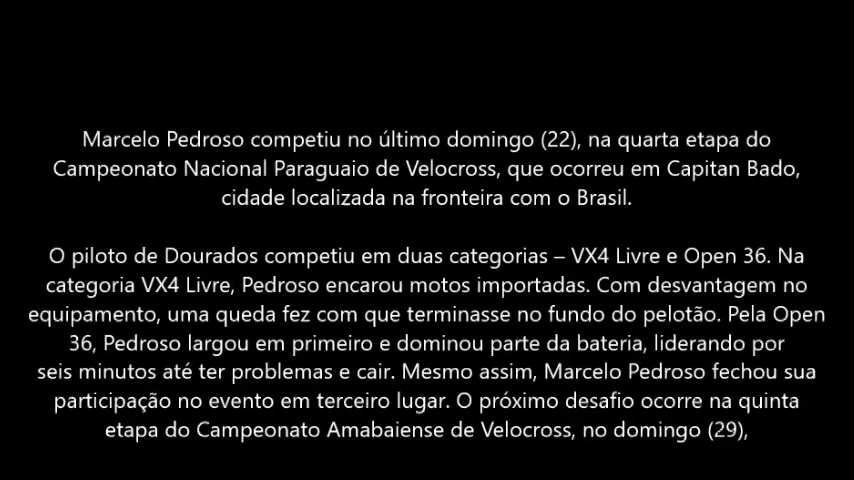 Marcelo Pedroso competiu no último domingo (22), na quarta etapa do
Campeonato Nacional Paraguaio de Velocross, que ocorreu em Capitan Bado,
cidade localizada na fronteira com o Brasil.
O piloto de Dourados competiu em duas categorias – VX4 Livre e Open 36. Na
categoria VX4 Livre, Pedroso encarou motos importadas. Com desvantagem no
equipamento, uma queda fez com que terminasse no fundo do pelotão. Pela Open
36, Pedroso largou em primeiro e dominou parte da bateria, liderando por
seis minutos até ter problemas e cair. Mesmo assim, Marcelo Pedroso fechou sua
participação no evento em terceiro lugar. O próximo desafio ocorre na quinta
etapa do Campeonato Amabaiense de Velocross, no domingo (29),